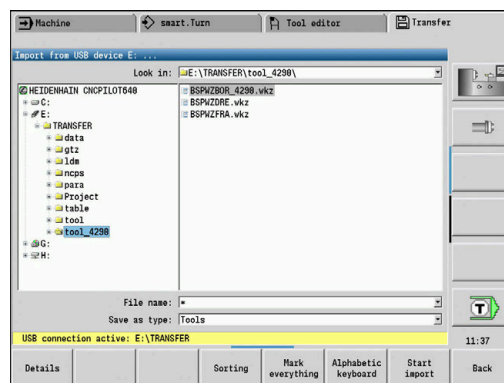 Machine
smart.Turn
Tool editor
Transfer
Import from USB device E: ...
Look in: E:\TRANSFER\tool_4290\
HEIDENHAIN CNCPILOT640
C:
E:
TRANSFER
data
gtz
ldm
ncps
para
Project
table
tool
tool_4290
G:
H:
BSPWZBOR_4290.wkz
BSPWZDRE.wkz
BSPWZFRA.wkz
File name: *
Save as type: Tools
USB connection active: E:\TRANSFER
T
11:37
Details
Sorting
Mark
everything
Alphabetic
keyboard
Start
import
Back